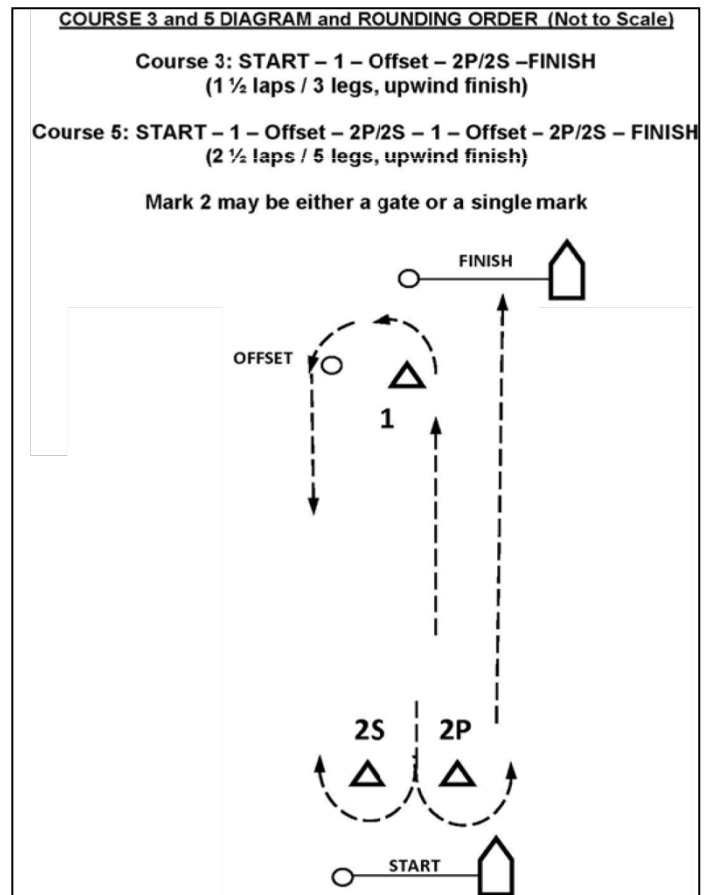 COURSE 3 and 5 DIAGRAM and ROUNDING ORDER (Not to Scale)
Course 3: START – 1 – Offset – 2P/2S –FINISH
(1 ½ laps / 3 legs, upwind finish)
Course 5: START – 1 – Offset – 2P/2S – 1 – Offset – 2P/2S – FINISH
(2 ½ laps / 5 legs, upwind finish)
Mark 2 may be either a gate or a single mark
FINISH
OFFSET
1
2S 2P
START